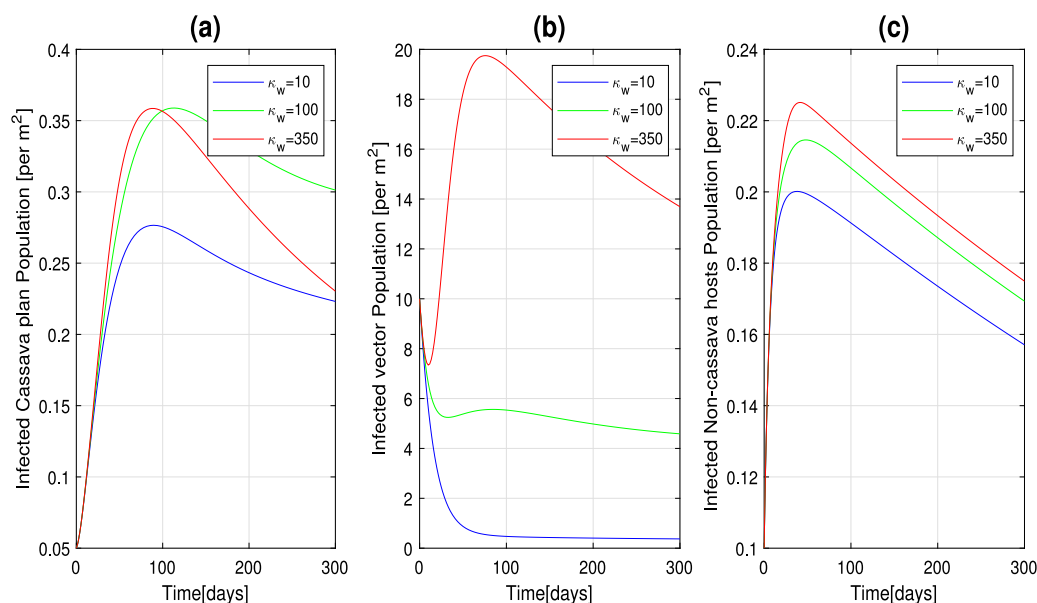 (a)
Infected Cassava plan Population [per m²]
0.4
0.35
0.3
0.25
0.2
0.15
0.1
0.05
0
100
200
300
Time[days]
κw=10
κw=100
κw=350
(b)
Infected vector Population [per m²]
20
18
16
14
12
10
8
6
4
2
0
0
100
200
300
Time[days]
κw=10
κw=100
κw=350
(c)
Infected Non-cassava hosts Population [per m²]
0.24
0.22
0.2
0.18
0.16
0.14
0.12
0.1
0
100
200
300
Time[days]
κw=10
κw=100
κw=350